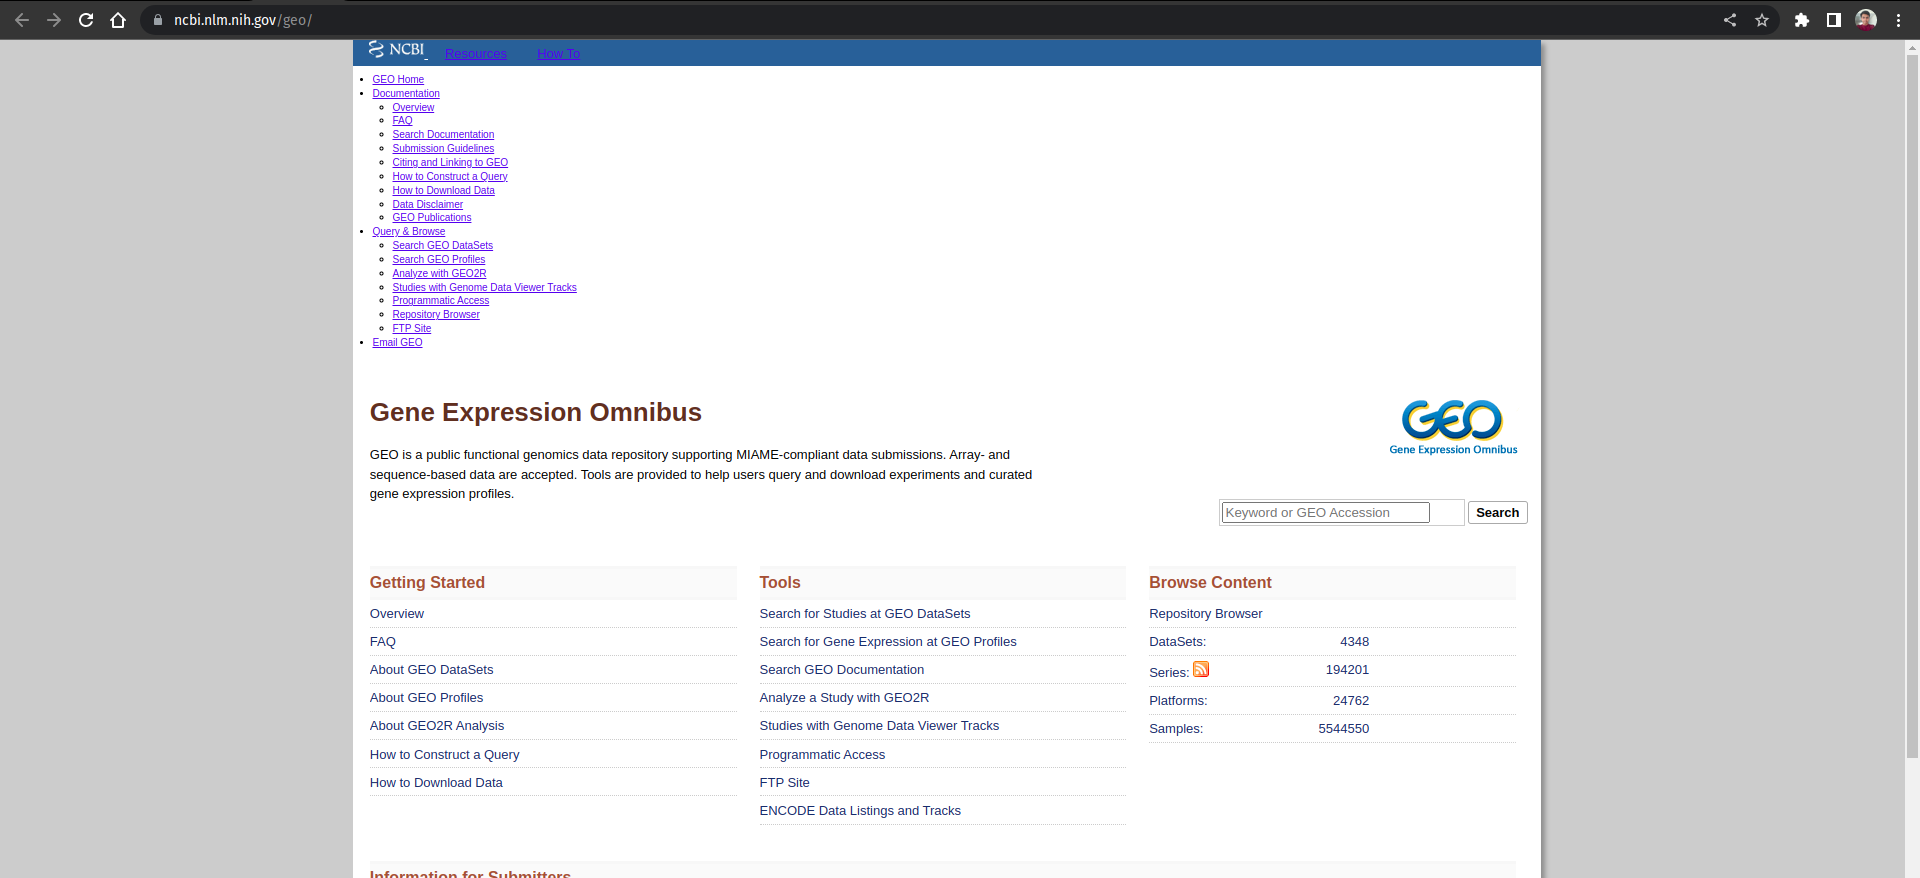 ncbi.nlm.nih.gov/geo/
NCBI Resources How To
GEO Home
Documentation
Overview
FAQ
Search Documentation
Submission Guidelines
Citing and Linking to GEO
How to Construct a Query
How to Download Data
Data Disclaimer
GEO Publications
Query & Browse
Search GEO DataSets
Search GEO Profiles
Analyze with GEO2R
Studies with Genome Data Viewer Tracks
Programmatic Access
Repository Browser
FTP Site
Email GEO
Gene Expression Omnibus
GEO is a public functional genomics data repository supporting MIAME-compliant data submissions. Array- and
sequence-based data are accepted. Tools are provided to help users query and download experiments and curated
gene expression profiles.
GEO
Gene Expression Omnibus
Keyword or GEO Accession Search
Getting Started
Overview
FAQ
About GEO DataSets
About GEO Profiles
About GEO2R Analysis
How to Construct a Query
How to Download Data
Tools
Search for Studies at GEO DataSets
Search for Gene Expression at GEO Profiles
Search GEO Documentation
Analyze a Study with GEO2R
Studies with Genome Data Viewer Tracks
Programmatic Access
FTP Site
ENCODE Data Listings and Tracks
Browse Content
Repository Browser
DataSets: 4348
Series: 194201
Platforms: 24762
Samples: 5544550
Information for Submitters